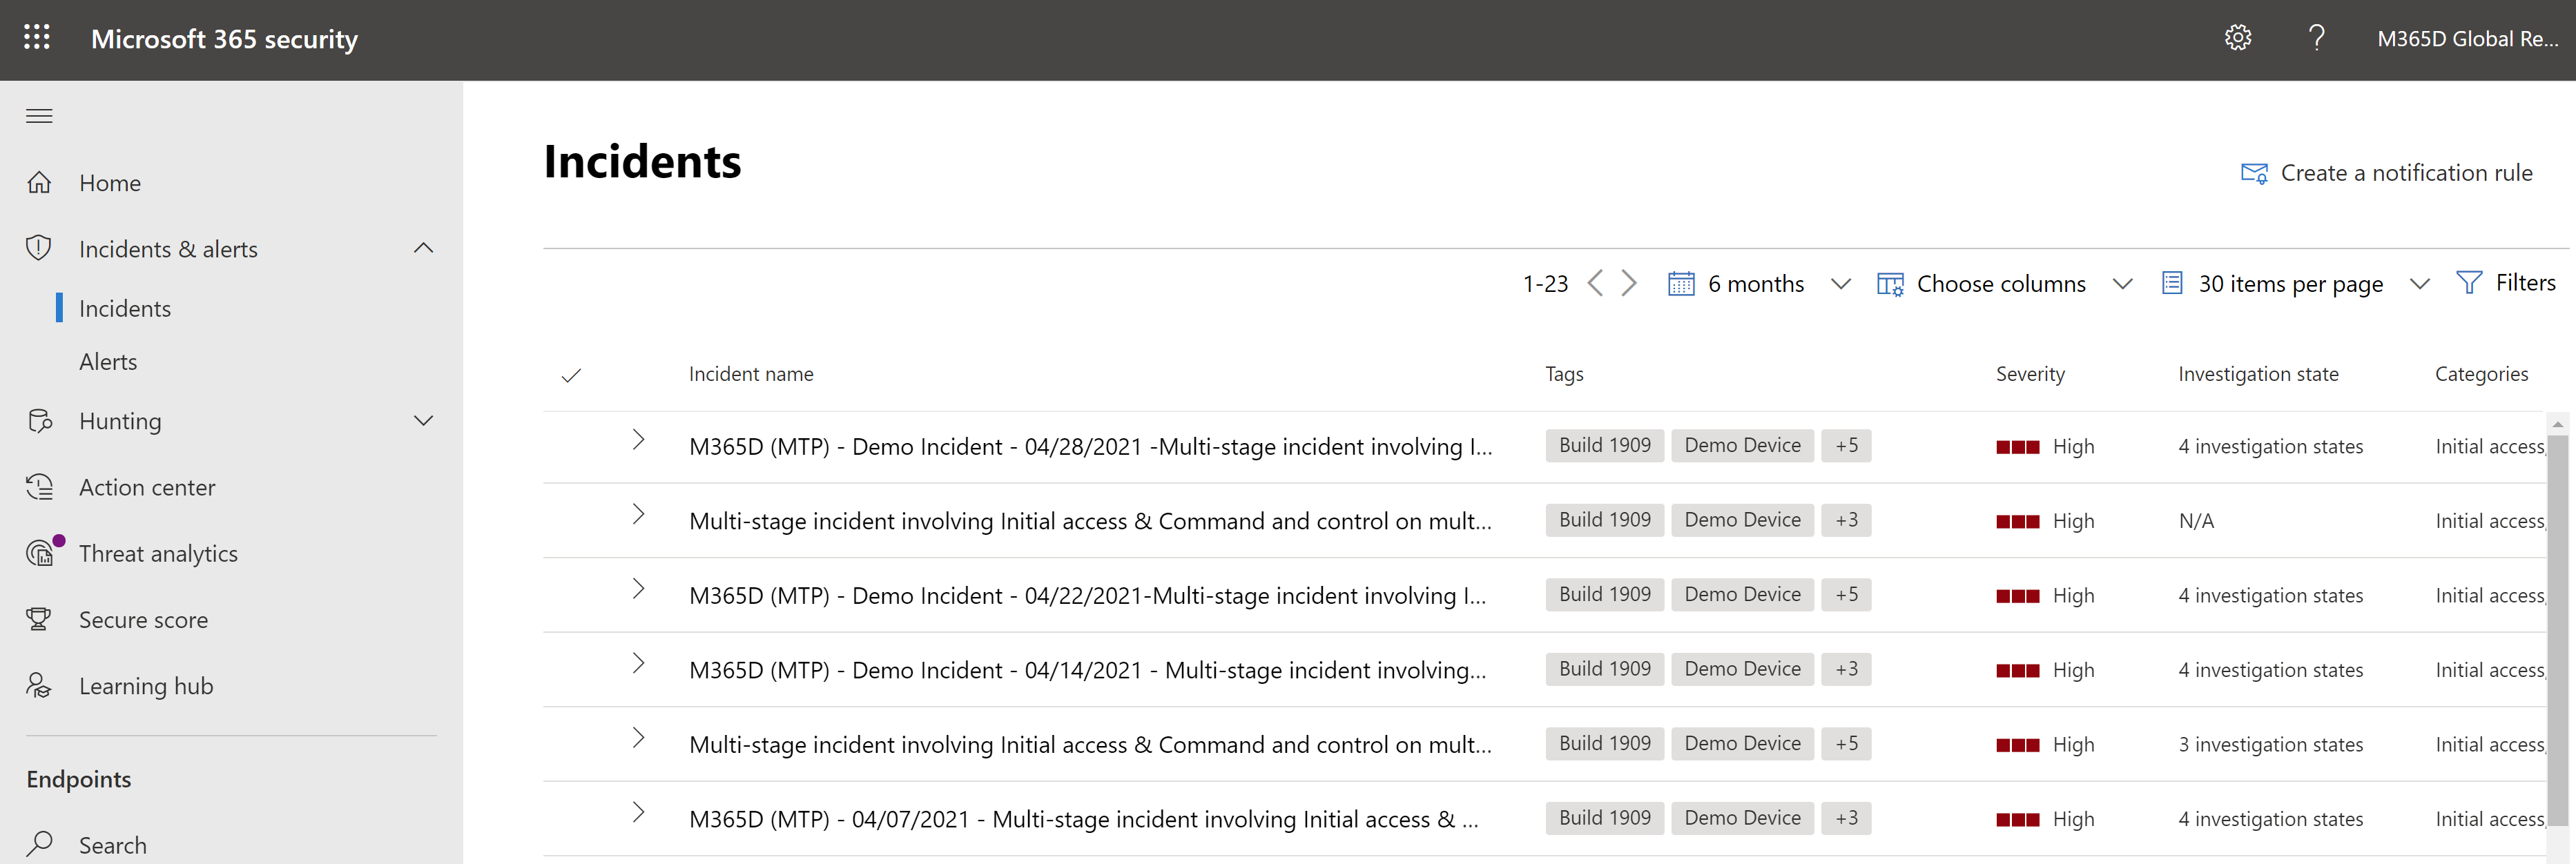 Microsoft 365 security
M365D Global Re...
Home
Incidents & alerts
Incidents
Alerts
Hunting
Action center
Threat analytics
Secure score
Learning hub
Endpoints
Search
Incidents
Create a notification rule
1-23 6 months Choose columns 30 items per page Filters
Incident name Tags Severity Investigation state Categories
M365D (MTP) - Demo Incident - 04/28/2021 -Multi-stage incident involving I... Build 1909 Demo Device +5 High 4 investigation states Initial access,
Multi-stage incident involving Initial access & Command and control on mult... Build 1909 Demo Device +3 High N/A Initial access,
M365D (MTP) - Demo Incident - 04/22/2021-Multi-stage incident involving I... Build 1909 Demo Device +5 High 4 investigation states Initial access,
M365D (MTP) - Demo Incident - 04/14/2021 - Multi-stage incident involving... Build 1909 Demo Device +3 High 4 investigation states Initial access,
Multi-stage incident involving Initial access & Command and control on mult... Build 1909 Demo Device +5 High 3 investigation states Initial access,
M365D (MTP) - 04/07/2021 - Multi-stage incident involving Initial access & ... Build 1909 Demo Device +3 High 4 investigation states Initial access,